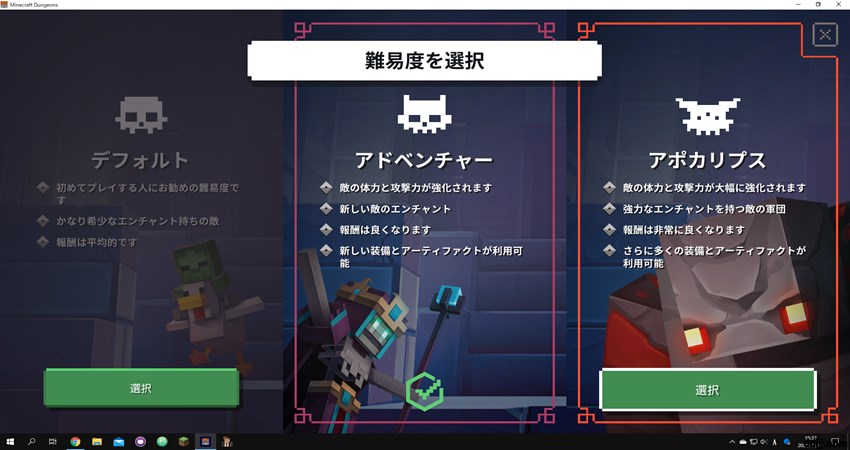 Minecraft Dungeons
難易度を選択
デフォルト
初めてプレイする人にお勧めの難易度で
す
かなり希少なエンチャント持ちの敵
報酬は平均的です
選択
アドベンチャー
敵の体力と攻撃力が強化されます
新しい敵のエンチャント
報酬は良くなります
新しい装備とアーティファクトが利用可
能
アポカリプス
敵の体力と攻撃力が大幅に強化されます
強力なエンチャントを持つ敵の軍団
報酬は非常に良くなります
さらに多くの装備とアーティファクトが
利用可能
選択